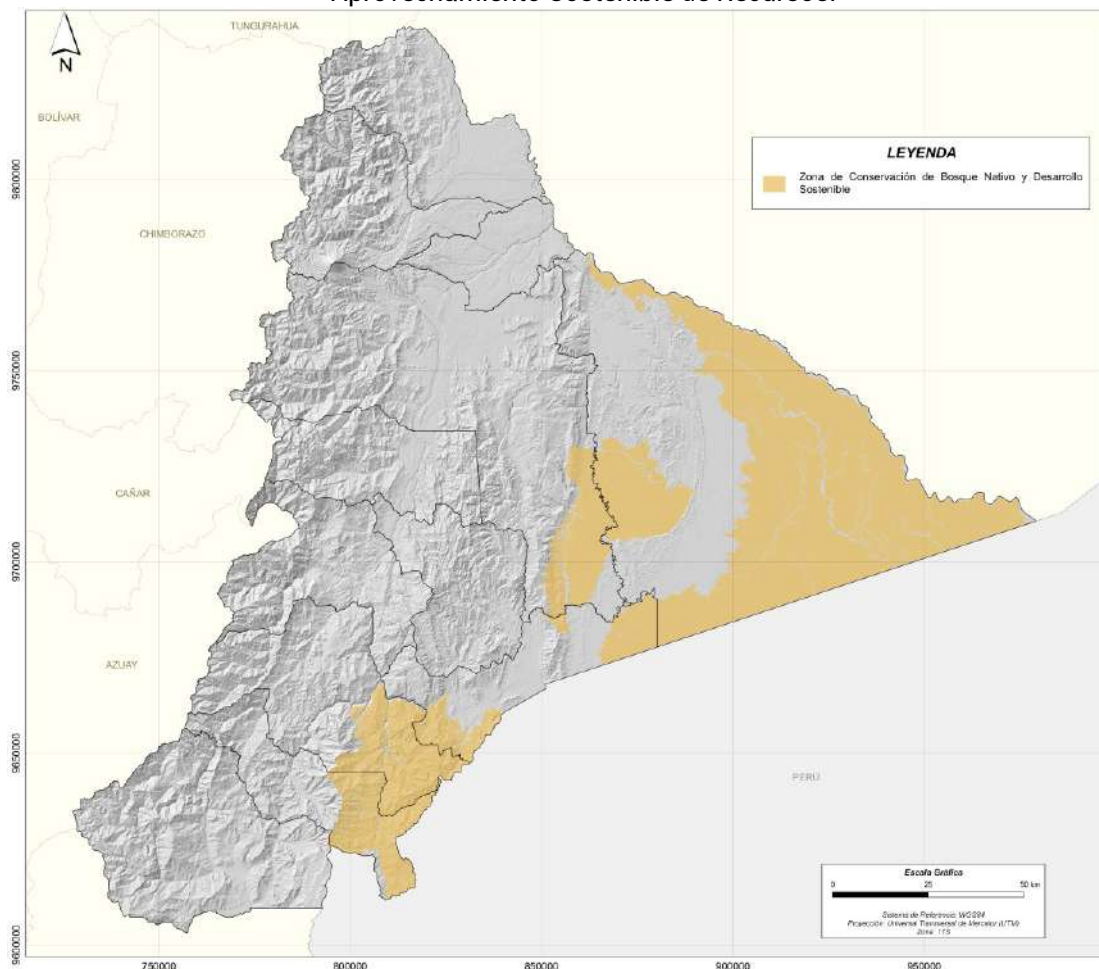 Aprovechamiento Sostenible de Recursos.
TUNGURAHUA
N
BOLÍVAR
LEYENDA
Zona de Conservación de Bosque Nativo y Desarrollo
Sostenible
9800000
CHIMBORAZO
9750000
CAÑAR
9700000
AZUAY
9650000
PERÚ
Escala Gráfica
0 25 50 km
Sistema de Referencia: WGS84
Proyección: Universal Transversal de Mercator (UTM)
Zona: 17S
9600000
750000 800000 850000 900000 950000